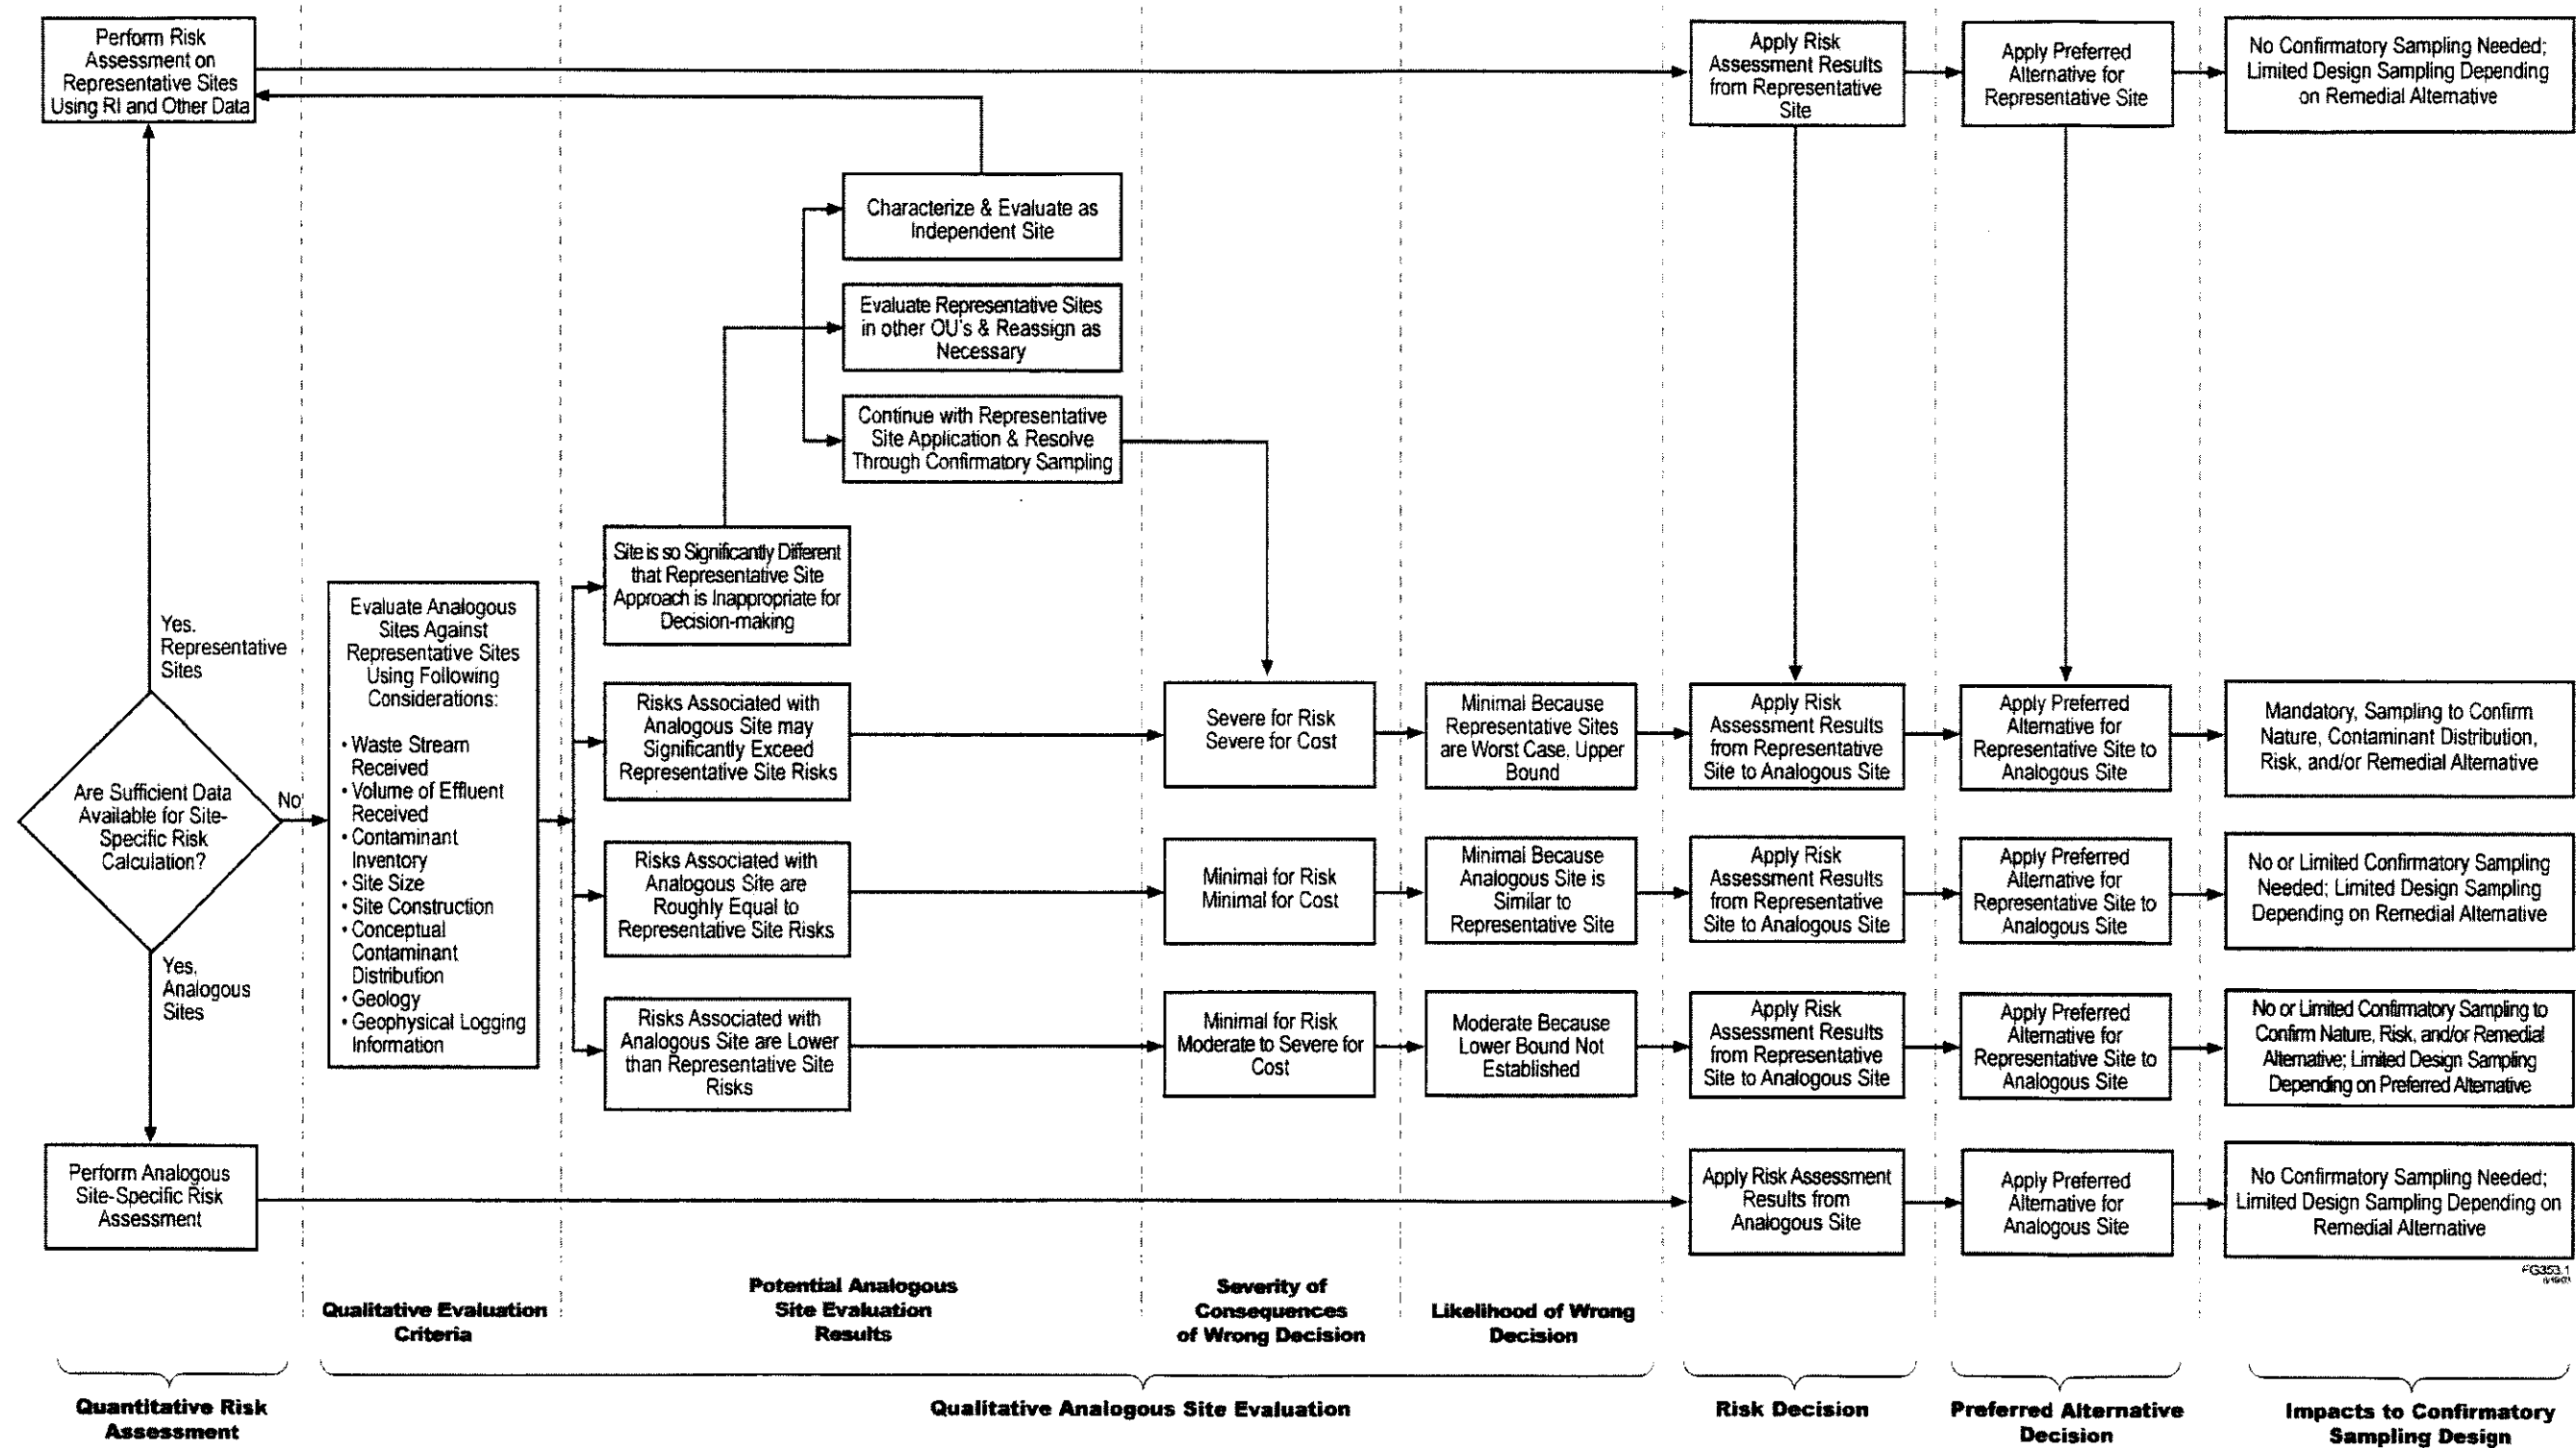 Perform Risk
Assessment on
Representative Sites
Using RI and Other Data
Apply Risk
Assessment Results
from Representative
Site
Apply Preferred
Alternative for
Representative Site
No Confirmatory Sampling Needed;
Limited Design Sampling Depending
on Remedial Alternative
Characterize & Evaluate as
Independent Site
Evaluate Representative Sites
in other OU's & Reassign as
Necessary
Continue with Representative
Site Application & Resolve
Through Confirmatory Sampling
Site is so Significantly Different
that Representative Site
Approach is Inappropriate for
Decision-making
Yes.
Representative
Sites
Are Sufficient Data
Available for Site-
Specific Risk
Calculation?
No
Yes,
Analogous
Sites
Evaluate Analogous
Sites Against
Representative Sites
Using Following
Considerations:
• Waste Stream
Received
• Volume of Effluent
Received
• Contaminant
Inventory
• Site Size
• Site Construction
• Conceptual
Contaminant
Distribution
• Geology
• Geophysical Logging
Information
Risks Associated with
Analogous Site may
Significantly Exceed
Representative Site Risks
Severe for Risk
Severe for Cost
Minimal Because
Representative Sites
are Worst Case, Upper
Bound
Apply Risk
Assessment Results
from Representative
Site to Analogous Site
Apply Preferred
Alternative for
Representative Site to
Analogous Site
Mandatory, Sampling to Confirm
Nature, Contaminant Distribution,
Risk, and/or Remedial Alternative
Risks Associated with
Analogous Site are
Roughly Equal to
Representative Site Risks
Minimal for Risk
Minimal for Cost
Minimal Because
Analogous Site is
Similar to
Representative Site
Apply Risk
Assessment Results
from Representative
Site to Analogous Site
Apply Preferred
Alternative for
Representative Site to
Analogous Site
No or Limited Confirmatory Sampling
Needed; Limited Design Sampling
Depending on Remedial Alternative
Risks Associated with
Analogous Site are Lower
than Representative Site
Risks
Minimal for Risk
Moderate to Severe for
Cost
Moderate Because
Lower Bound Not
Established
Apply Risk
Assessment Results
from Representative
Site to Analogous Site
Apply Preferred
Alternative for
Representative Site to
Analogous Site
No or Limited Confirmatory Sampling to
Confirm Nature, Risk, and/or Remedial
Alternative; Limited Design Sampling
Depending on Preferred Alternative
Perform Analogous
Site-Specific Risk
Assessment
Apply Risk Assessment
Results from
Analogous Site
Apply Preferred
Alternative for
Analogous Site
No Confirmatory Sampling Needed;
Limited Design Sampling Depending on
Remedial Alternative
FG353.1
Qualitative Evaluation
Criteria
Potential Analogous
Site Evaluation
Results
Severity of
Consequences
of Wrong Decision
Likelihood of Wrong
Decision
Quantitative Risk
Assessment
Qualitative Analogous Site Evaluation
Risk Decision
Preferred Alternative
Decision
Impacts to Confirmatory
Sampling Design